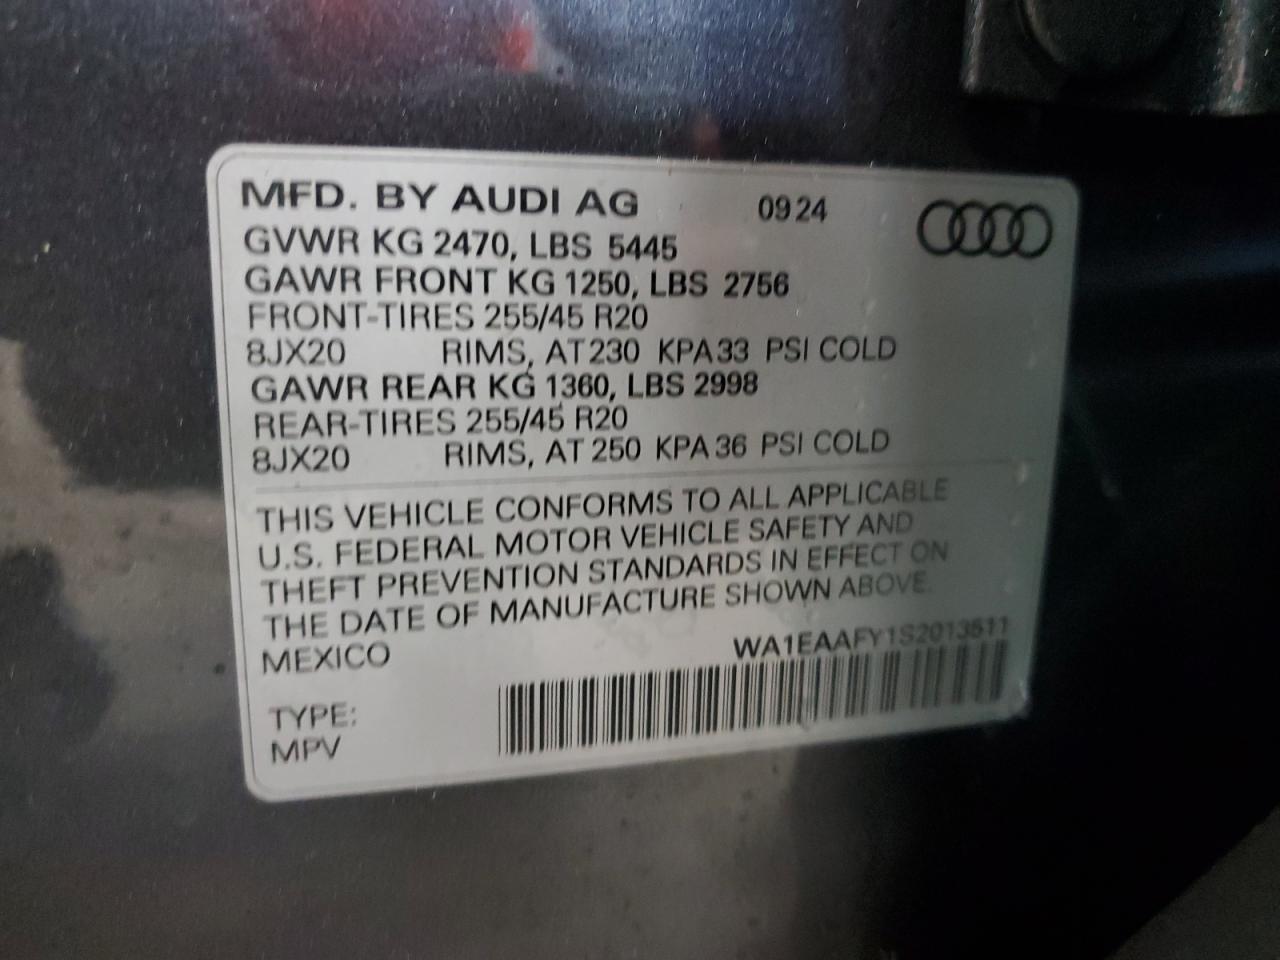 MFD. BY AUDI AG 0924
GVWR KG 2470, LBS 5445
GAWR FRONT KG 1250, LBS 2756
FRONT-TIRES 255/45 R20
8JX20 RIMS, AT 230 KPA 33 PSI COLD
GAWR REAR KG 1360, LBS 2998
REAR-TIRES 255/45 R20
8JX20 RIMS, AT 250 KPA 36 PSI COLD
THIS VEHICLE CONFORMS TO ALL APPLICABLE
U.S. FEDERAL MOTOR VEHICLE SAFETY AND
THEFT PREVENTION STANDARDS IN EFFECT ON
THE DATE OF MANUFACTURE SHOWN ABOVE.
MEXICO WA1EAAFY1S2013511
TYPE:
MPV